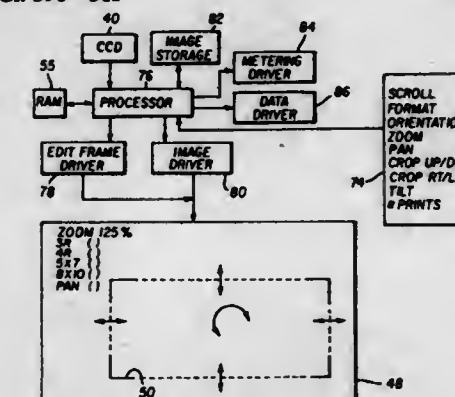 40
82
84
CCD
IMAGE
STORAGE
METERING
DRIVER
55
76
RAM
PROCESSOR
DATA
DRIVER
86
EDIT FRAME
DRIVER
IMAGE
DRIVER
78
80
SCROLL
FORMAT
ORIENTATIO
ZOOM
PAN
CROP UP/D
CROP RT/L
TILT
# PRINTS
74
ZOOM 125%
3R ( )
4R ( )
5X7 ( )
8X10 ( )
PAN ( )
50
48